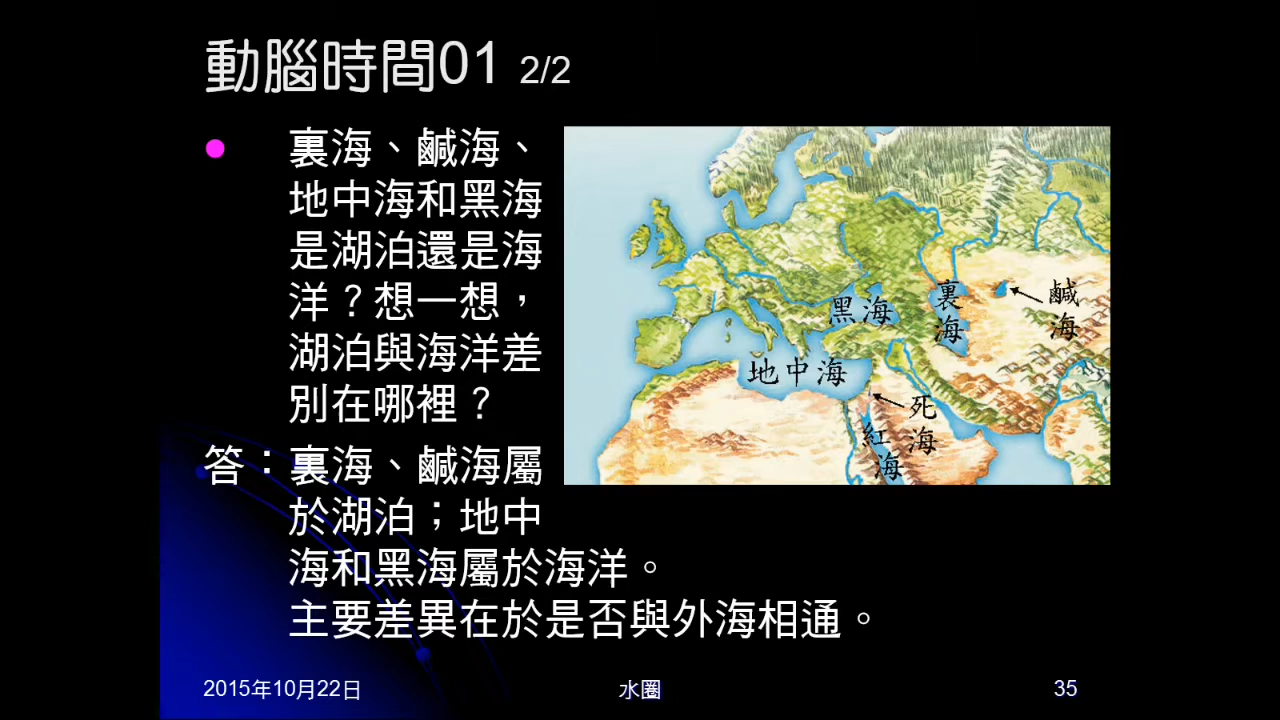 動腦時間01 2/2
裏海、鹹海、
地中海和黑海
是湖泊還是海
洋？想一想，
湖泊與海洋差
別在哪裡？
答：裏海、鹹海屬
於湖泊；地中
海和黑海屬於海洋。
主要差異在於是否與外海相通。
黑海
裏海
鹹海
地中海
死海
紅海
2015年10月22日
水圈
35